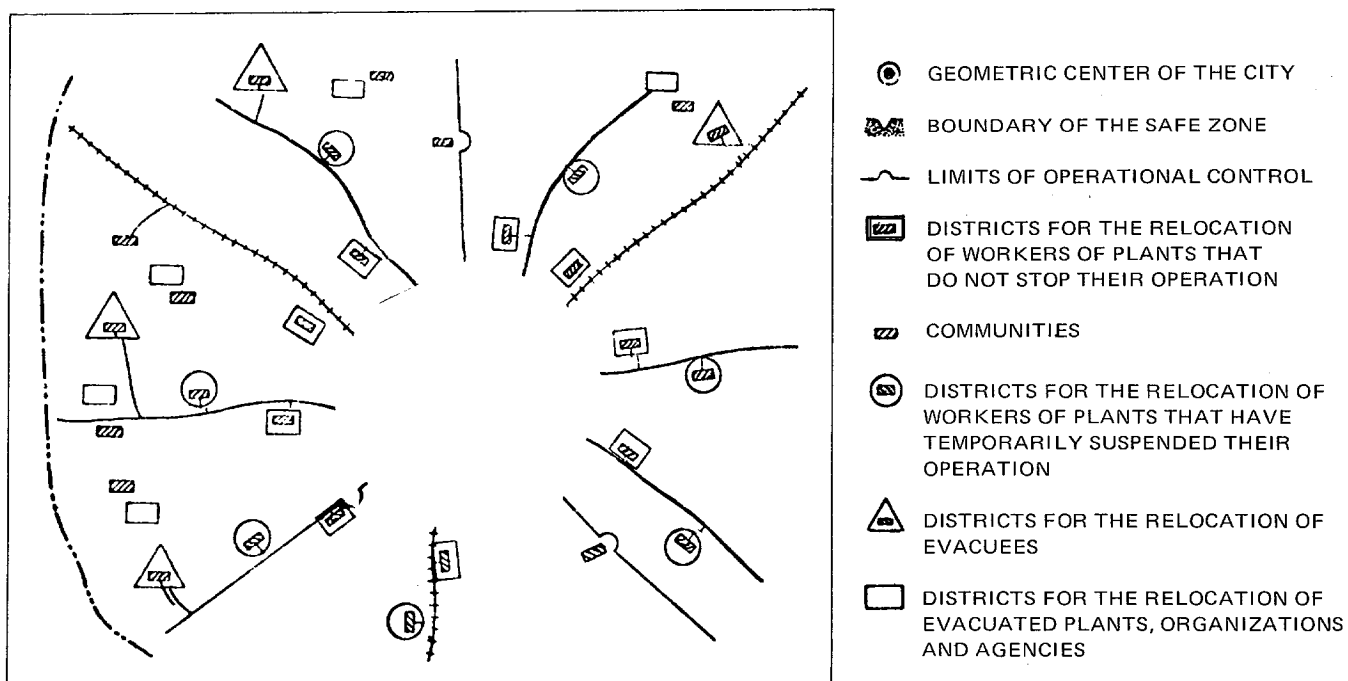 GEOMETRIC CENTER OF THE CITY
BOUNDARY OF THE SAFE ZONE
LIMITS OF OPERATIONAL CONTROL
DISTRICTS FOR THE RELOCATION
OF WORKERS OF PLANTS THAT
DO NOT STOP THEIR OPERATION
COMMUNITIES
DISTRICTS FOR THE RELOCATION OF
WORKERS OF PLANTS THAT HAVE
TEMPORARILY SUSPENDED THEIR
OPERATION
DISTRICTS FOR THE RELOCATION OF
EVACUEES
DISTRICTS FOR THE RELOCATION OF
EVACUATED PLANTS, ORGANIZATIONS
AND AGENCIES